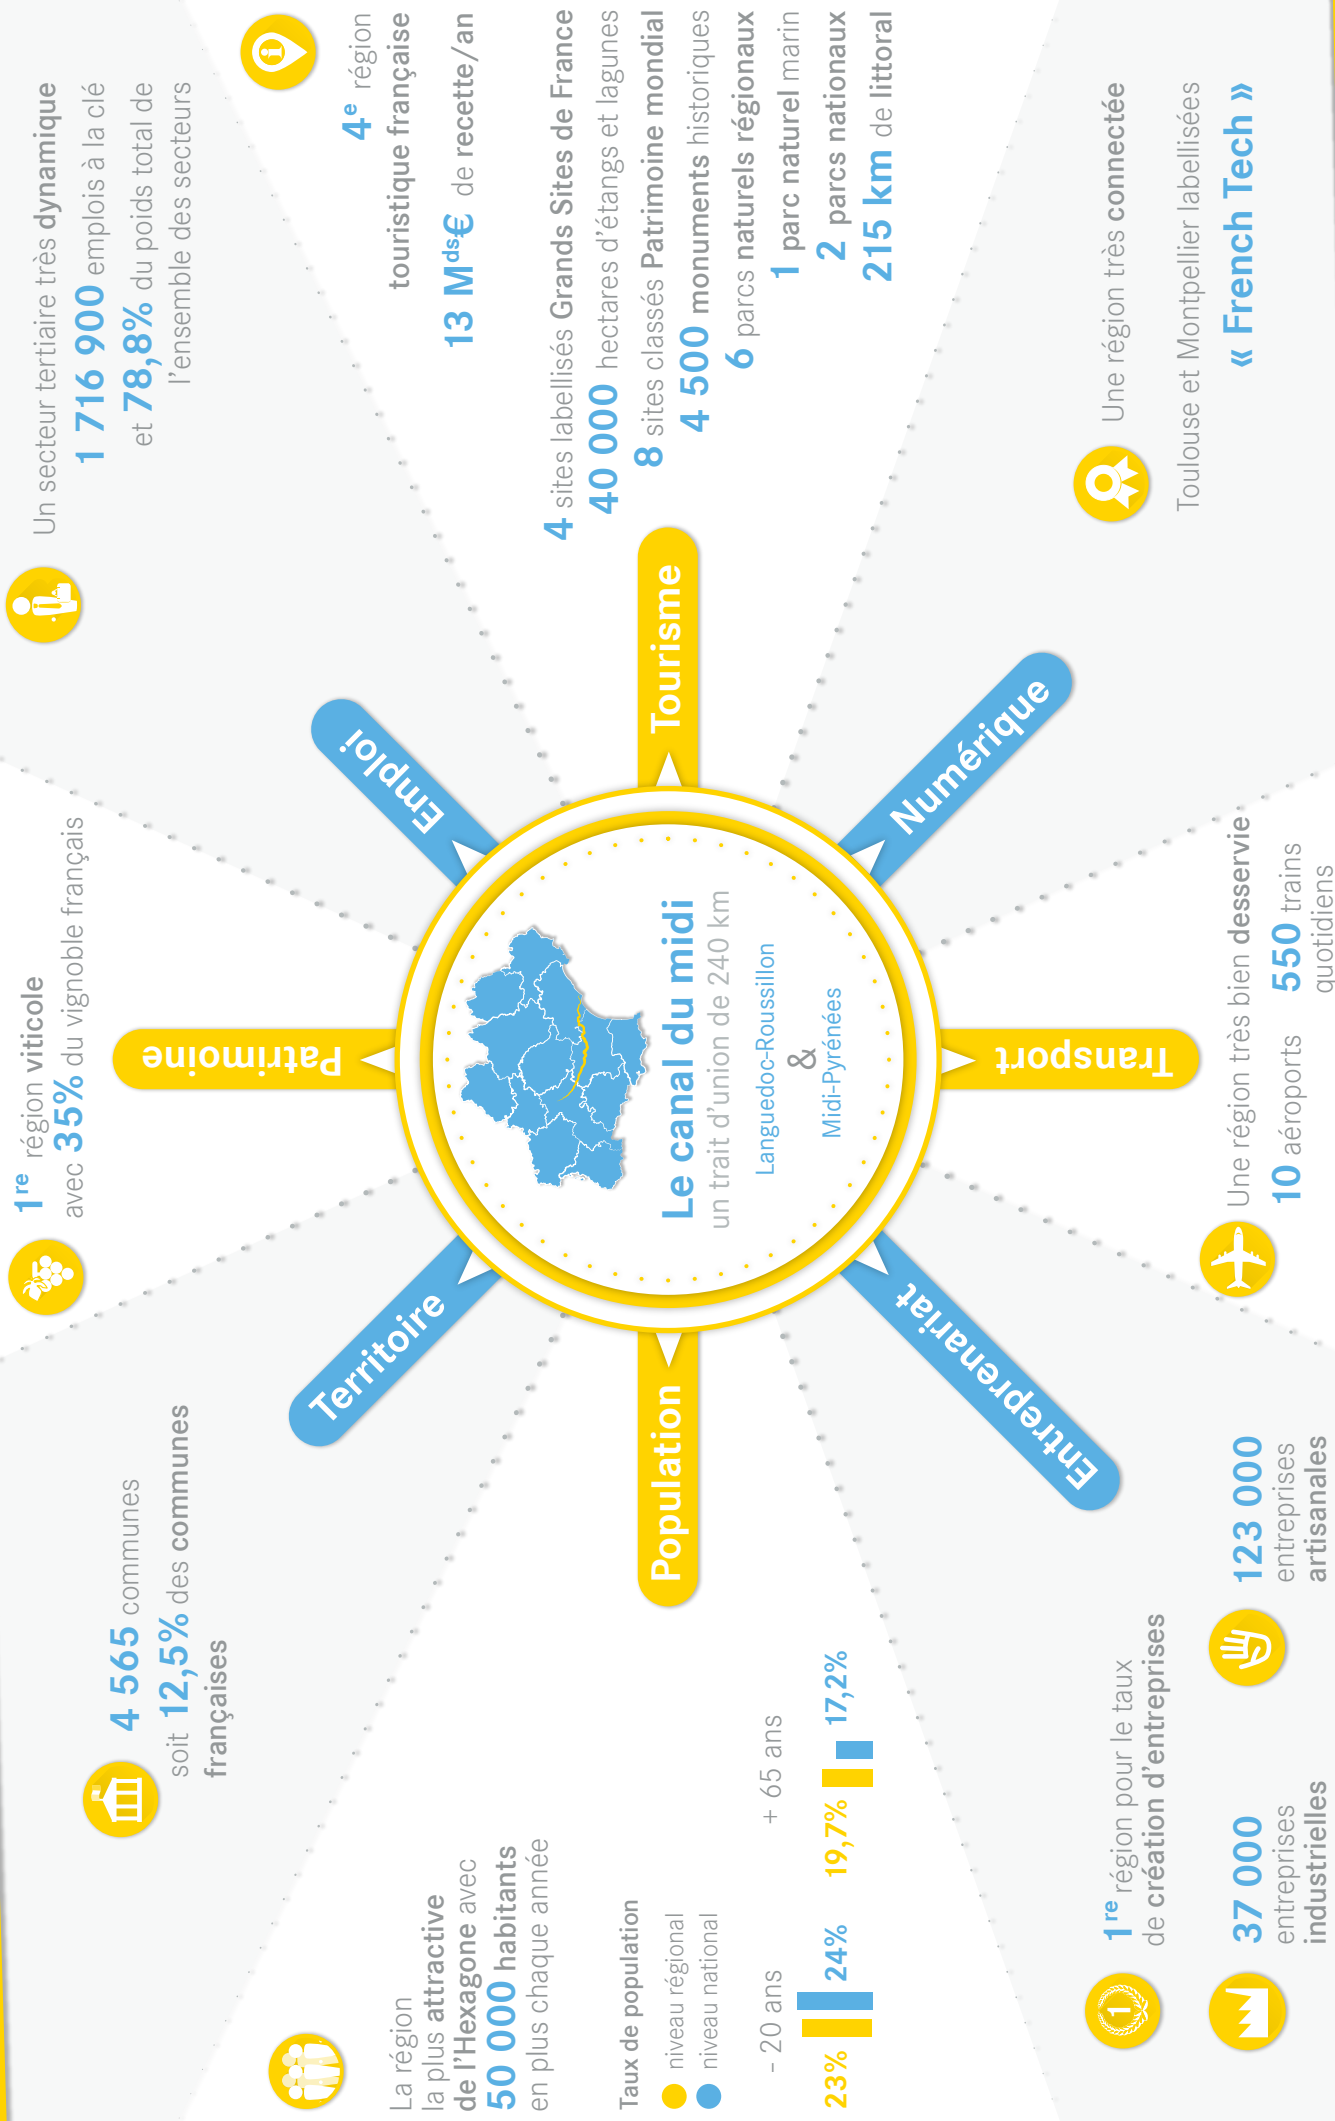 4 565 communes
soit 12,5% des communes
françaises
Territoire
1re région viticole
avec 35% du vignoble français
Patrimoine
Un secteur tertiaire très dynamique
1 716 900 emplois à la clé
et 78,8% du poids total de
l'ensemble des secteurs
Emploi
La région
la plus attractive
de l'Hexagone avec
50 000 habitants
en plus chaque année
Taux de population
niveau régional
niveau national
- 20 ans
23% 24%
+ 65 ans
19,7% 17,2%
Population
Le canal du midi
un trait d'union de 240 km
Languedoc-Roussillon
&
Midi-Pyrénées
Tourisme
4e région
touristique française
13 Mds€ de recette/an
4 sites labellisés Grands Sites de France
40 000 hectares d'étangs et lagunes
8 sites classés Patrimoine mondial
4 500 monuments historiques
6 parcs naturels régionaux
1 parc naturel marin
2 parcs nationaux
215 km de littoral
Entreprenariat
1
1re région pour le taux
de création d'entreprises
37 000
entreprises
industrielles
123 000
entreprises
artisanales
Transport
Une région très bien desservie
10 aéroports
550 trains
quotidiens
Numérique
Une région très connectée
Toulouse et Montpellier labellisées
« French Tech »